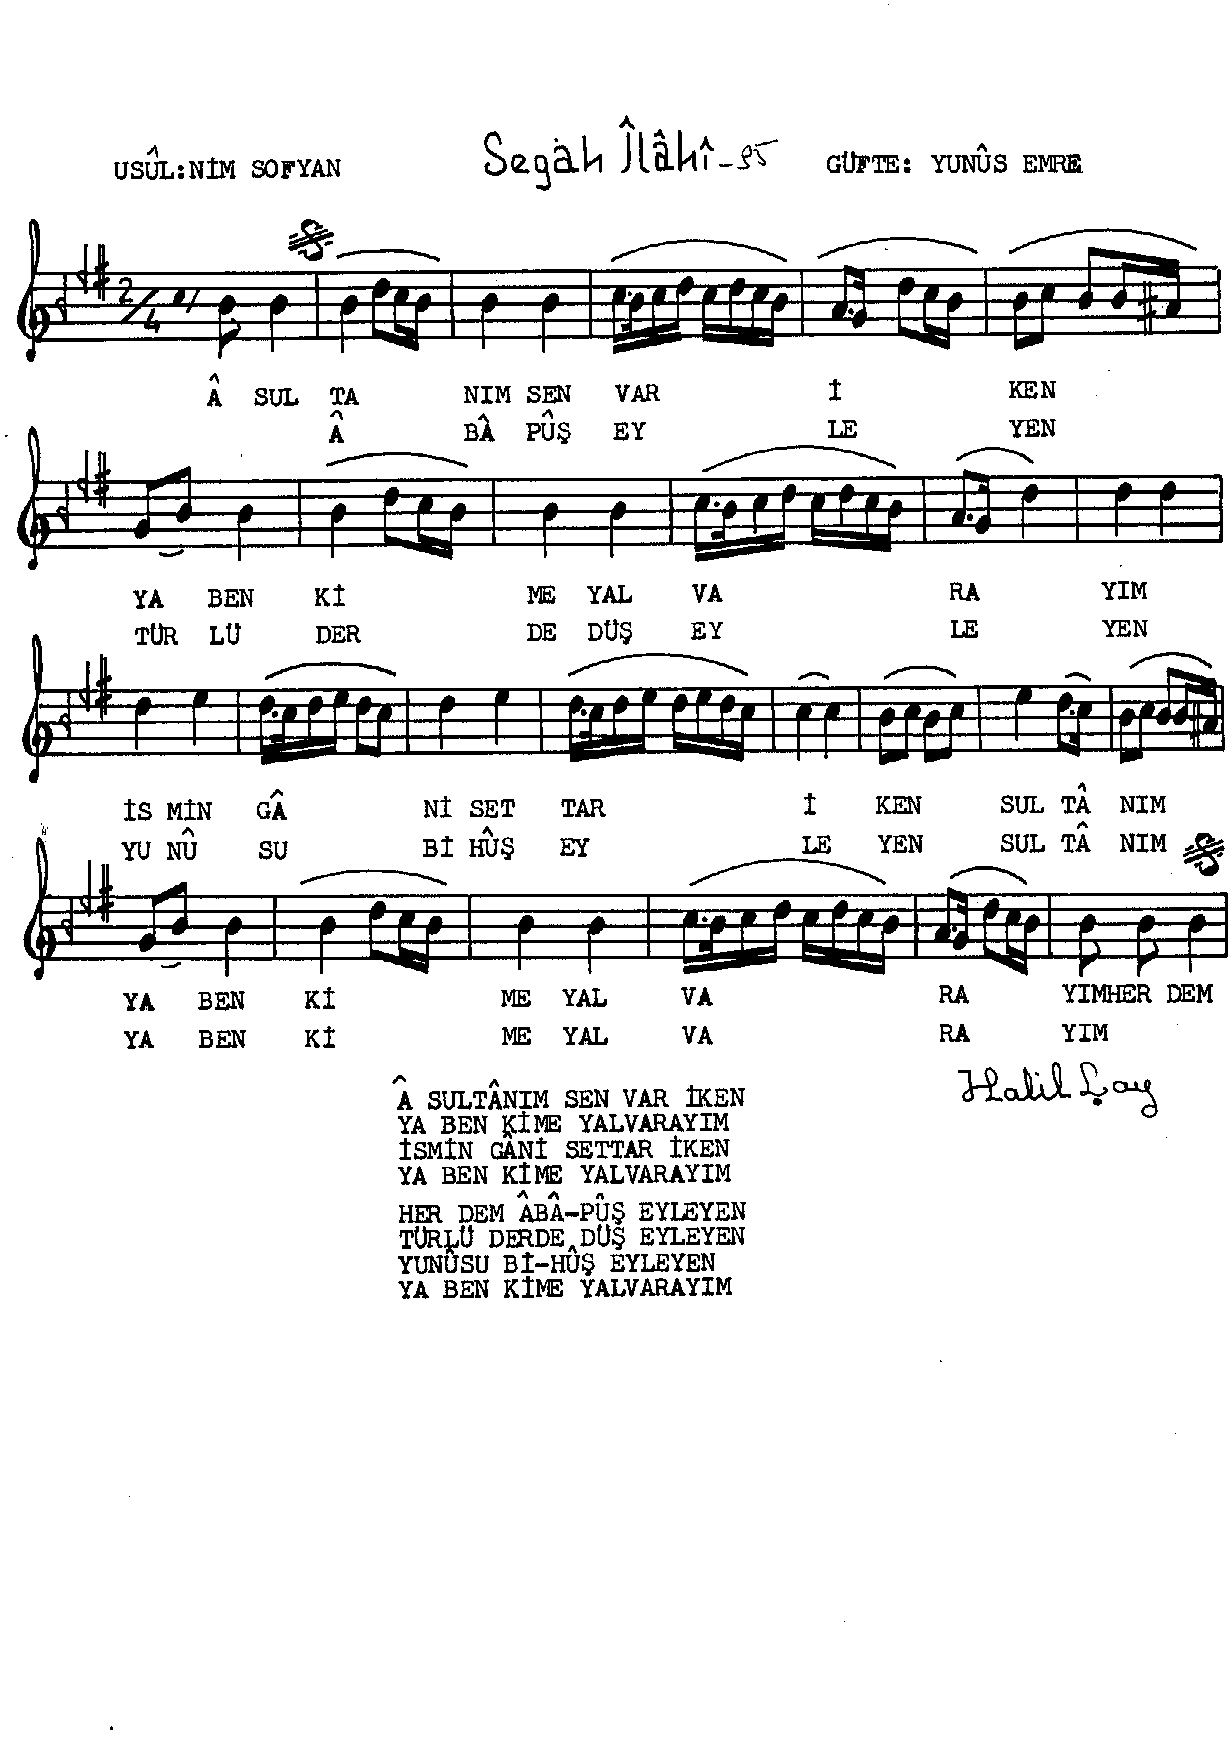 USÛL:NİM SOFYAN Segâh Îlâhî-95 GÜFTE: YUNÛS EMRE
2/4
 SUL TA NIM SEN VAR İ KEN
 BÂ PÛŞ EY LE YEN
YA BEN Kİ ME YAL VA RA YIM
TÜR LÜ DER DE DÜŞ EY LE YEN
İS MİN GÂ Nİ SET TAR İ KEN SUL TÂ NIM
YU NÛ SU Bİ HÛŞ EY LE YEN SUL TÂ NIM
YA BEN Kİ ME YAL VA RA YIMHER DEM
YA BEN Kİ ME YAL VA RA YIM
Halil Çay
 SULTÂNIM SEN VAR İKEN
YA BEN KİME YALVARAYIM
İSMİN GÂNİ SETTAR İKEN
YA BEN KİME YALVARAYIM
HER DEM ÂBÂ-PÛŞ EYLEYEN
TÜRLÜ DERDE DÜŞ EYLEYEN
YUNÛSU Bİ-HÛŞ EYLEYEN
YA BEN KİME YALVARAYIM